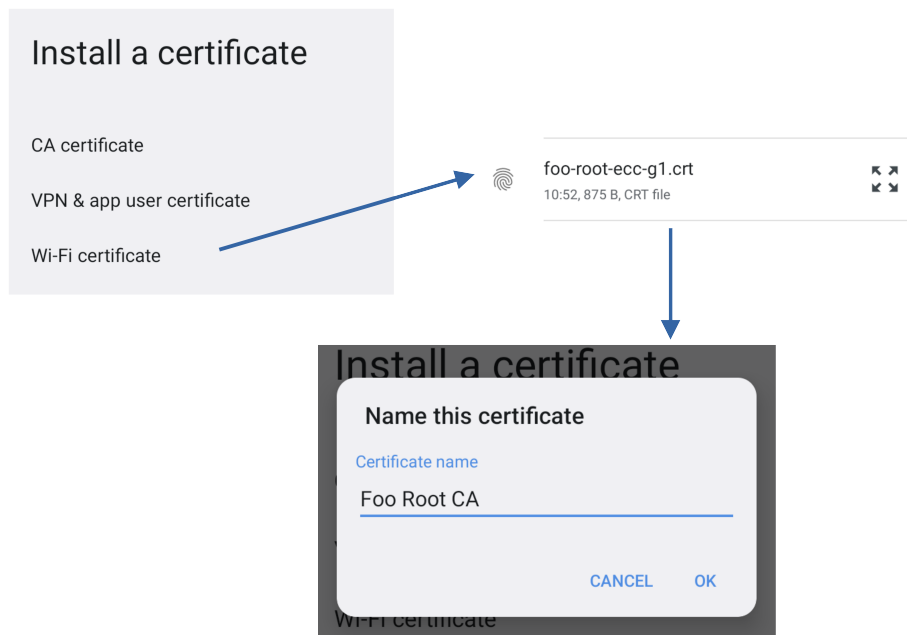 Install a certificate
CA certificate
VPN & app user certificate
Wi-Fi certificate
foo-root-ecc-g1.crt
10:52, 875 B, CRT file
Install a certificate
Name this certificate
Certificate name
Foo Root CA
CANCEL OK
Wi-Fi certificate